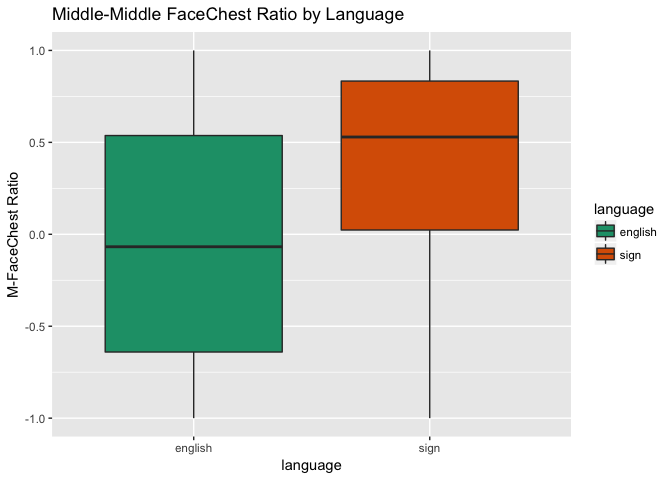 Middle-Middle FaceChest Ratio by Language
M-FaceChest Ratio
1.0
0.5
0.0
-0.5
-1.0
english
sign
language
language
english
sign